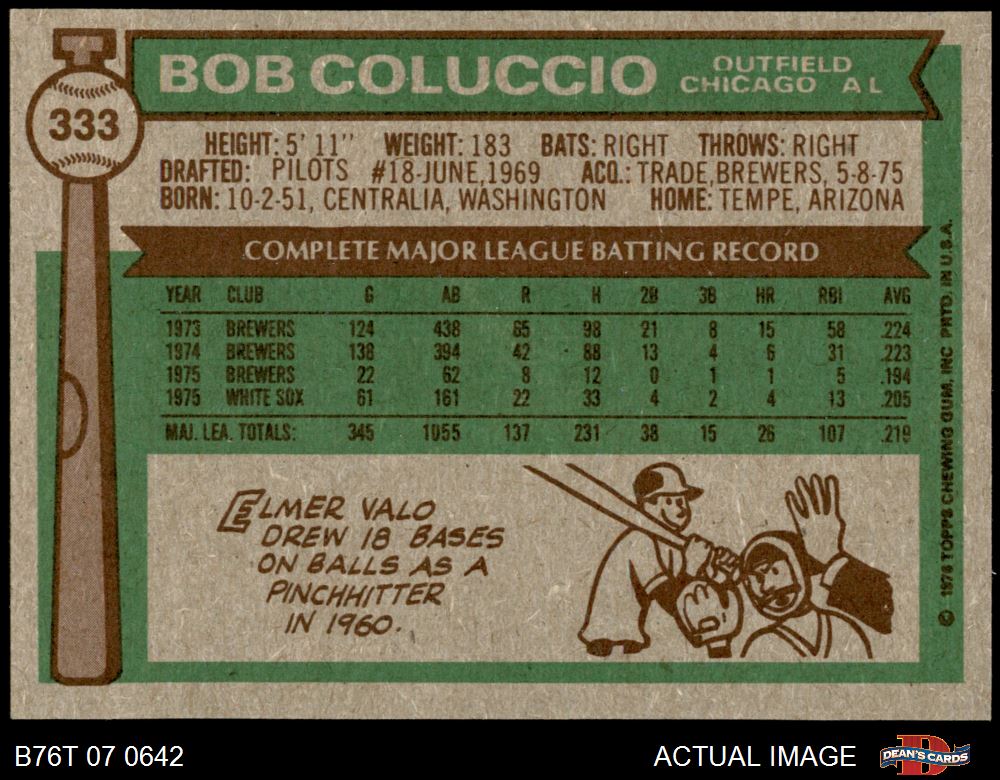 333
BOB COLUCCIO
OUTFIELD
CHICAGO A L
HEIGHT: 5' 11" WEIGHT: 183 BATS: RIGHT THROWS: RIGHT
DRAFTED: PILOTS #18-JUNE,1969 ACQ.: TRADE,BREWERS, 5-8-75
BORN: 10-2-51, CENTRALIA, WASHINGTON HOME: TEMPE, ARIZONA
COMPLETE MAJOR LEAGUE BATTING RECORD
YEAR CLUB G AB R H 2B 3B HR RBI AVG
1973 BREWERS 124 438 65 98 21 8 15 58 .224
1974 BREWERS 138 394 42 88 13 4 6 31 .223
1975 BREWERS 22 62 8 12 0 1 1 5 .194
1975 WHITE SOX 61 161 22 33 4 2 4 13 .205
MAJ. LEA. TOTALS: 345 1055 137 231 38 15 26 107 .219
ELMER VALO
DREW 18 BASES
ON BALLS AS A
PINCHHITTER
IN 1960.
© 1976 TOPPS CHEWING GUM, INC PRTD. IN U.S.A.
B76T 07 0642
ACTUAL IMAGE
D
DEAN'S CARDS